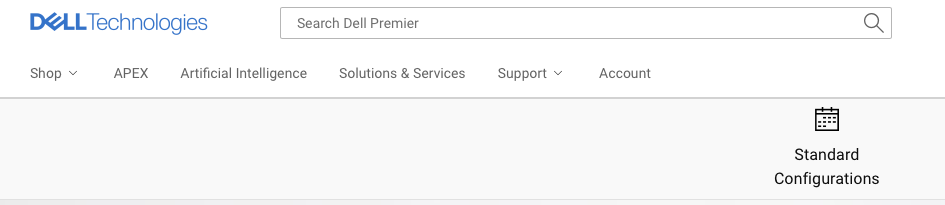 DELLTechnologies
Search Dell Premier
Shop
APEX
Artificial Intelligence
Solutions & Services
Support
Account
Standard
Configurations